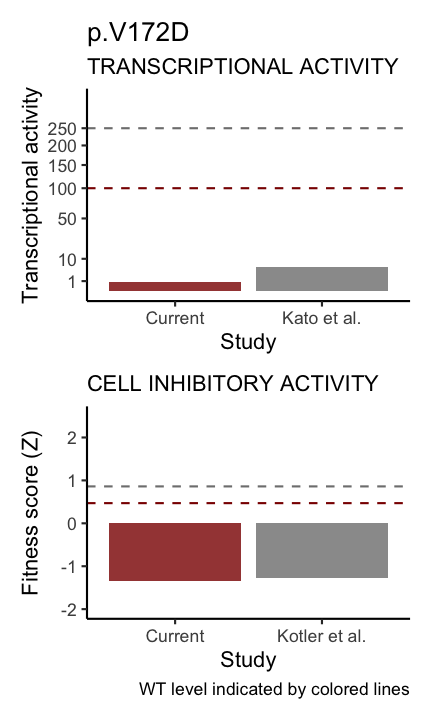 p.V172D
TRANSCRIPTIONAL ACTIVITY
Transcriptional activity
250
200
150
100
50
10
1
Current
Kato et al.
Study
CELL INHIBITORY ACTIVITY
Fitness score (Z)
2
1
0
-1
-2
Current
Kotler et al.
Study
WT level indicated by colored lines